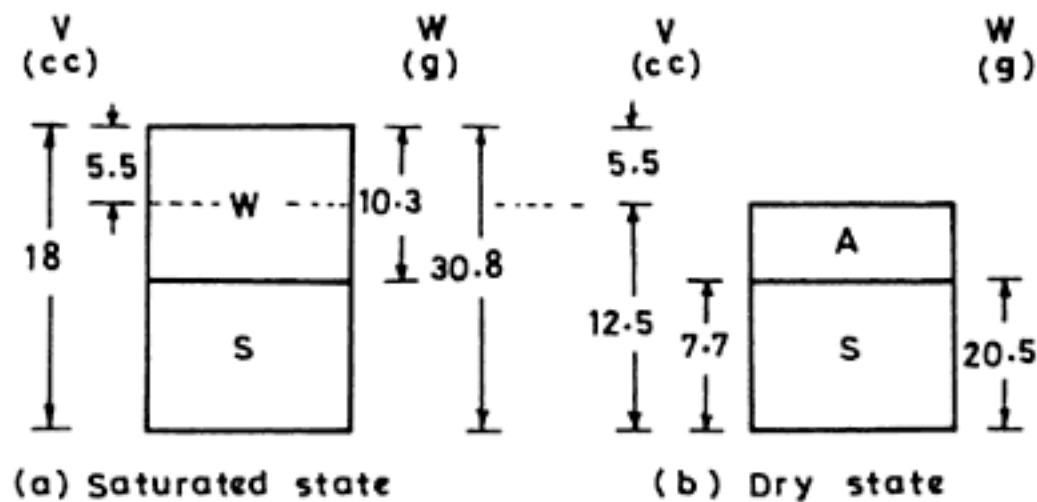 V W V W
(cc) (g) (cc) (g)
5.5 5.5
W 10.3
18 30.8 A
S 12.5 7.7 S 20.5
(a) Saturated state (b) Dry state